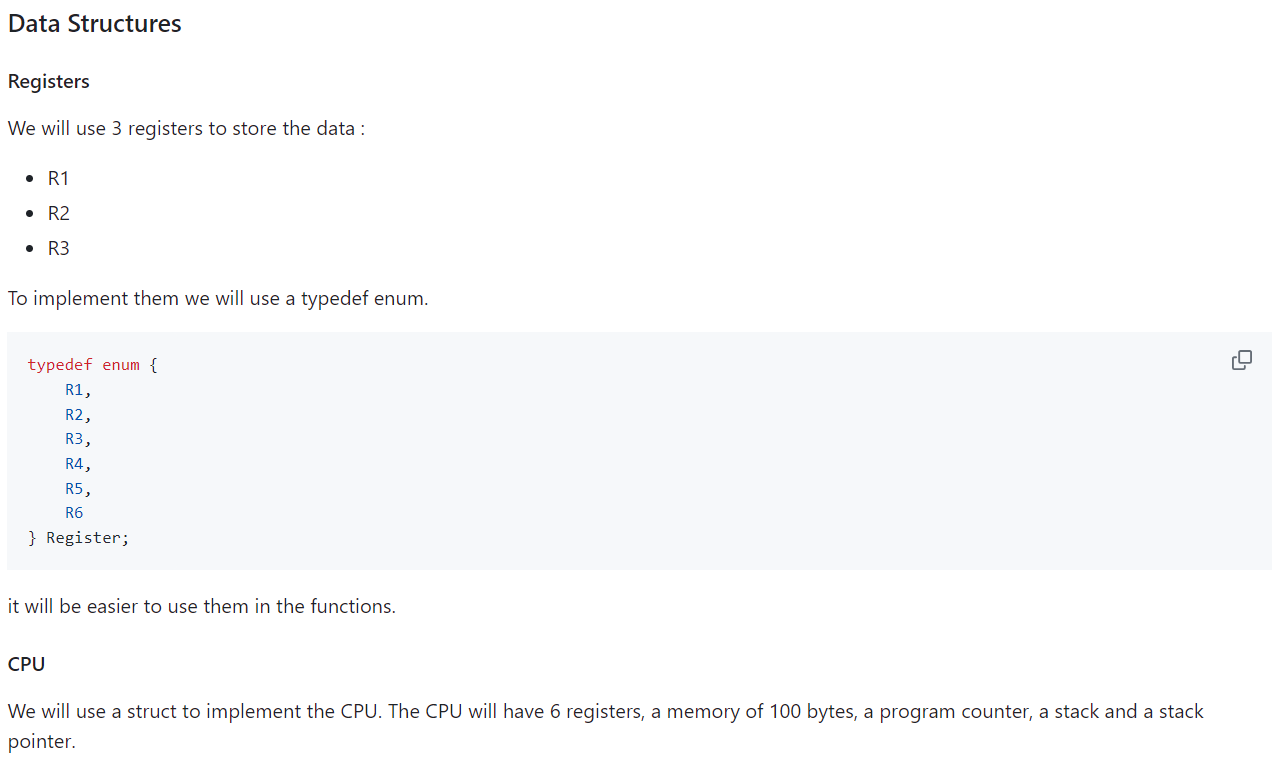 Data Structures
Registers
We will use 3 registers to store the data :
R1
R2
R3
To implement them we will use a typedef enum.
typedef enum {
    R1,
    R2,
    R3,
    R4,
    R5,
    R6
} Register;
it will be easier to use them in the functions.
CPU
We will use a struct to implement the CPU. The CPU will have 6 registers, a memory of 100 bytes, a program counter, a stack and a stack
pointer.